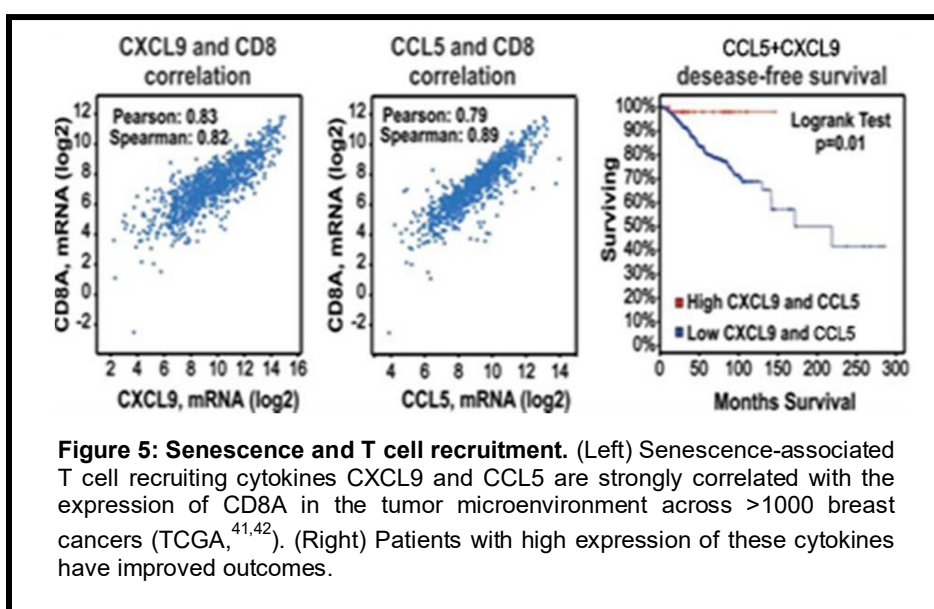 CXCL9 and CD8
correlation
CXCL9, mRNA (log2)
CD8A, mRNA (log2)
Pearson: 0.83
Spearman: 0.82
12
10
8
6
4
2
0
-2
2 4 6 8 10 12 14 16
CCL5 and CD8
correlation
CCL5, mRNA (log2)
CD8A, mRNA (log2)
Pearson: 0.79
Spearman: 0.89
12
10
8
6
4
2
0
-2
4 6 8 10 12 14
CCL5+CXCL9
desease-free survival
Surviving
100%
90%
80%
70%
60%
50%
40%
30%
20%
10%
0%
Logrank Test
p=0.01
High CXCL9 and CCL5
Low CXCL9 and CCL5
0 50 100 150 200 250 300
Months Survival
Figure 5: Senescence and T cell recruitment. (Left) Senescence-associated
T cell recruiting cytokines CXCL9 and CCL5 are strongly correlated with the
expression of CD8A in the tumor microenvironment across >1000 breast
cancers (TCGA,41,42). (Right) Patients with high expression of these cytokines
have improved outcomes.